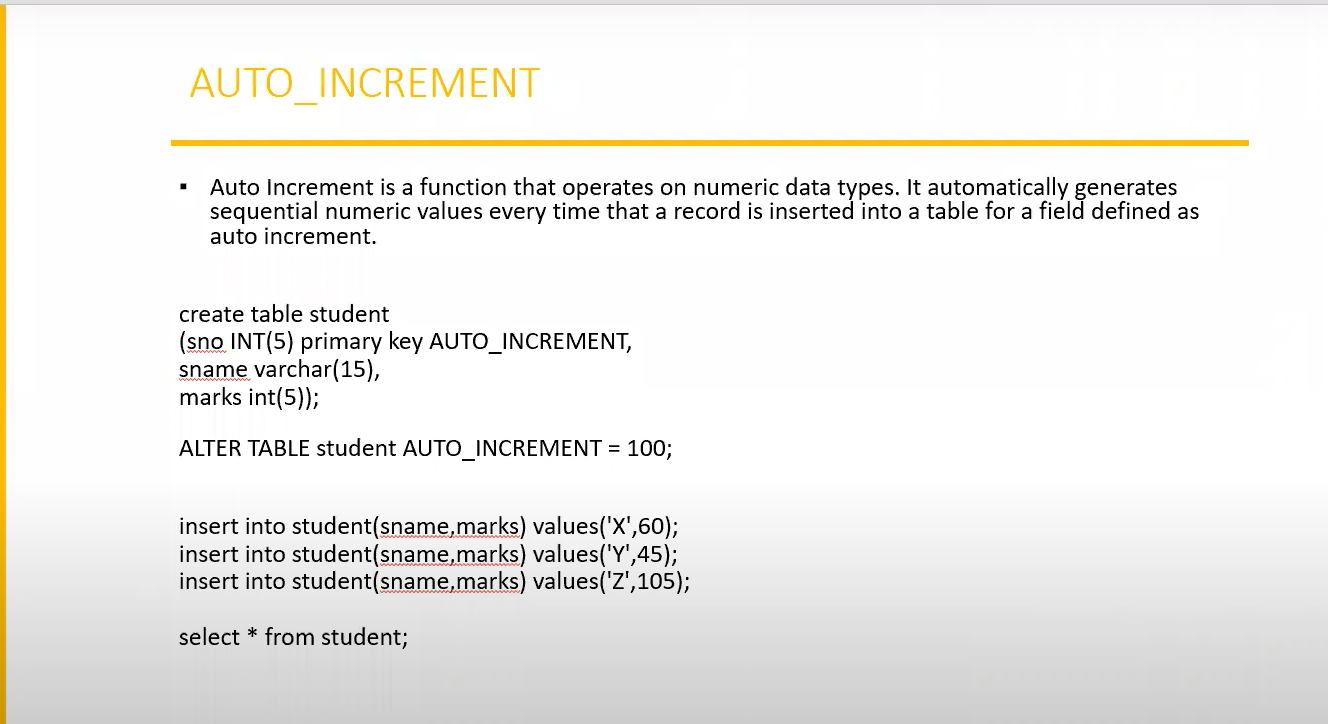 AUTO_INCREMENT
▪ Auto Increment is a function that operates on numeric data types. It automatically generates
sequential numeric values every time that a record is inserted into a table for a field defined as
auto increment.
create table student
(sno INT(5) primary key AUTO_INCREMENT,
sname varchar(15),
marks int(5));
ALTER TABLE student AUTO_INCREMENT = 100;
insert into student(sname,marks) values('X',60);
insert into student(sname,marks) values('Y',45);
insert into student(sname,marks) values('Z',105);
select * from student;